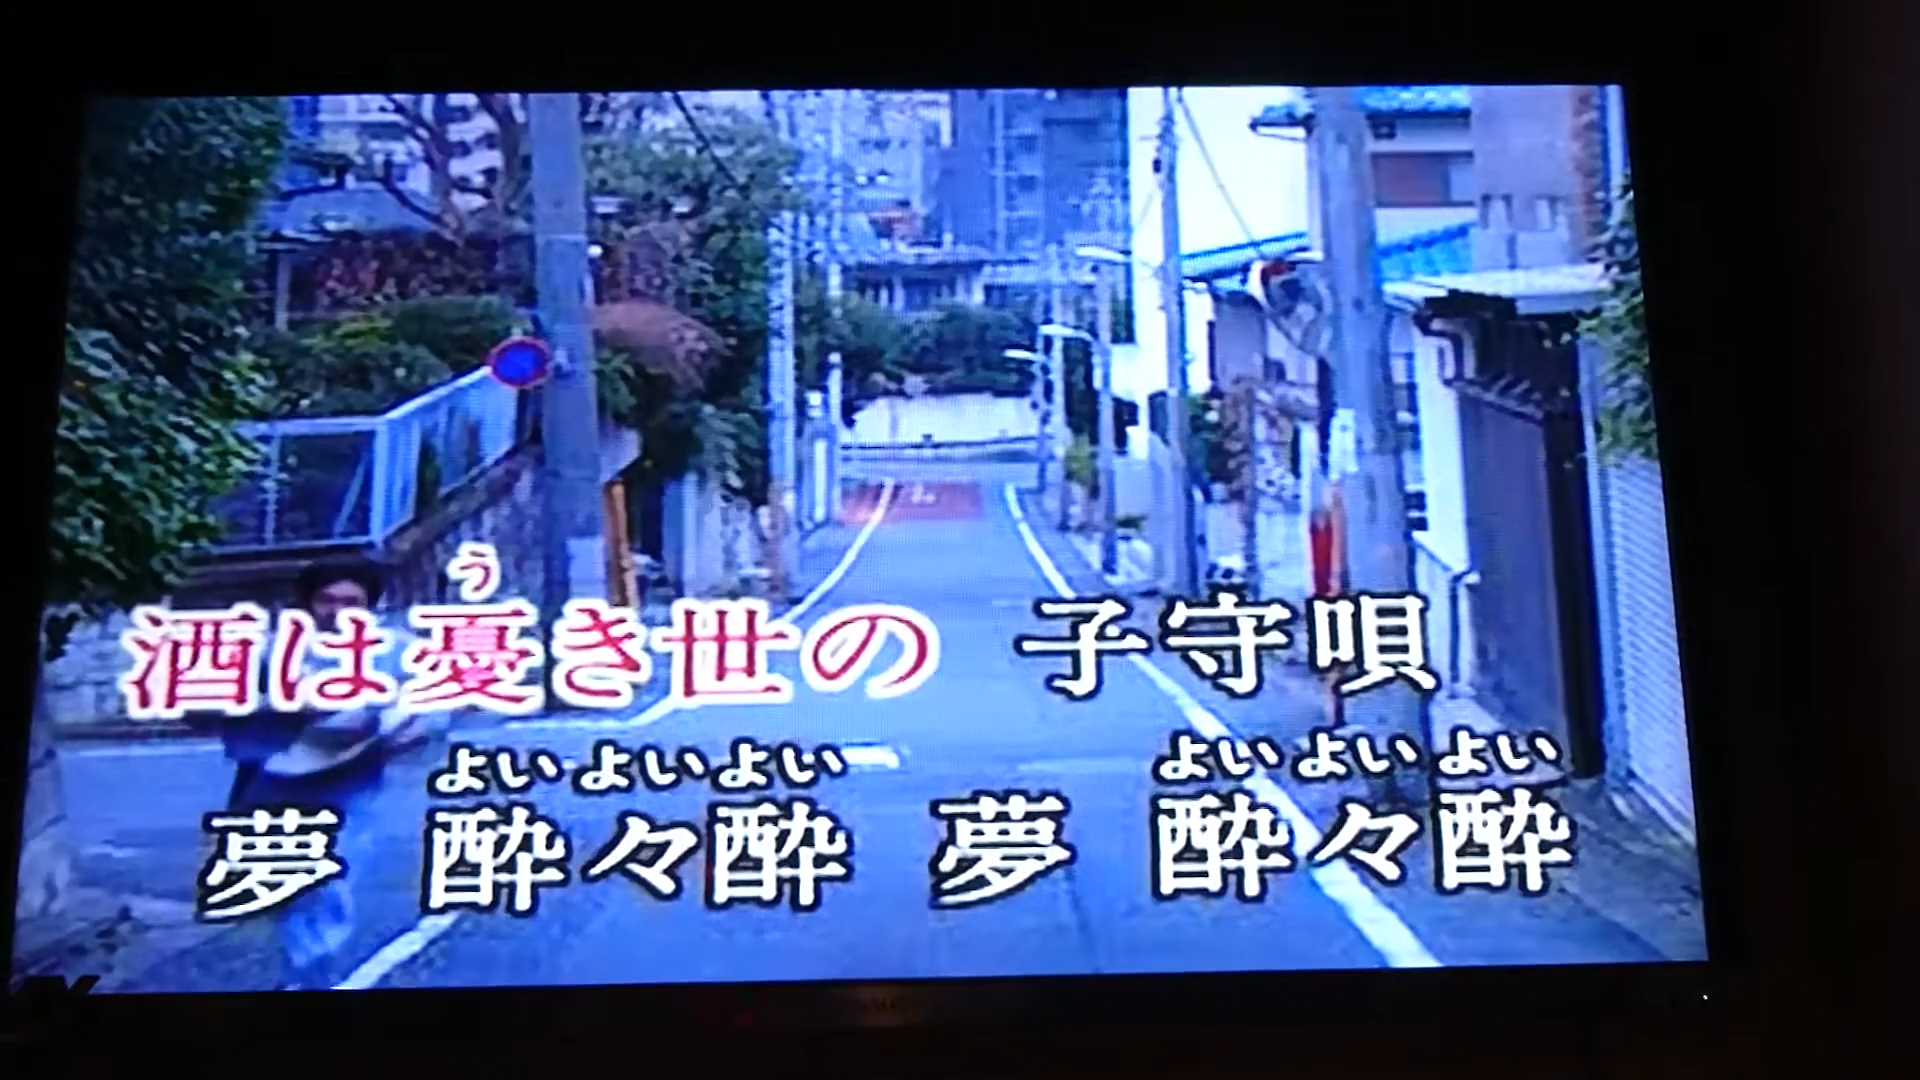 う
酒は憂き世の 子守唄
よいよいよい よいよいよい
夢 酔々酔 夢 酔々酔